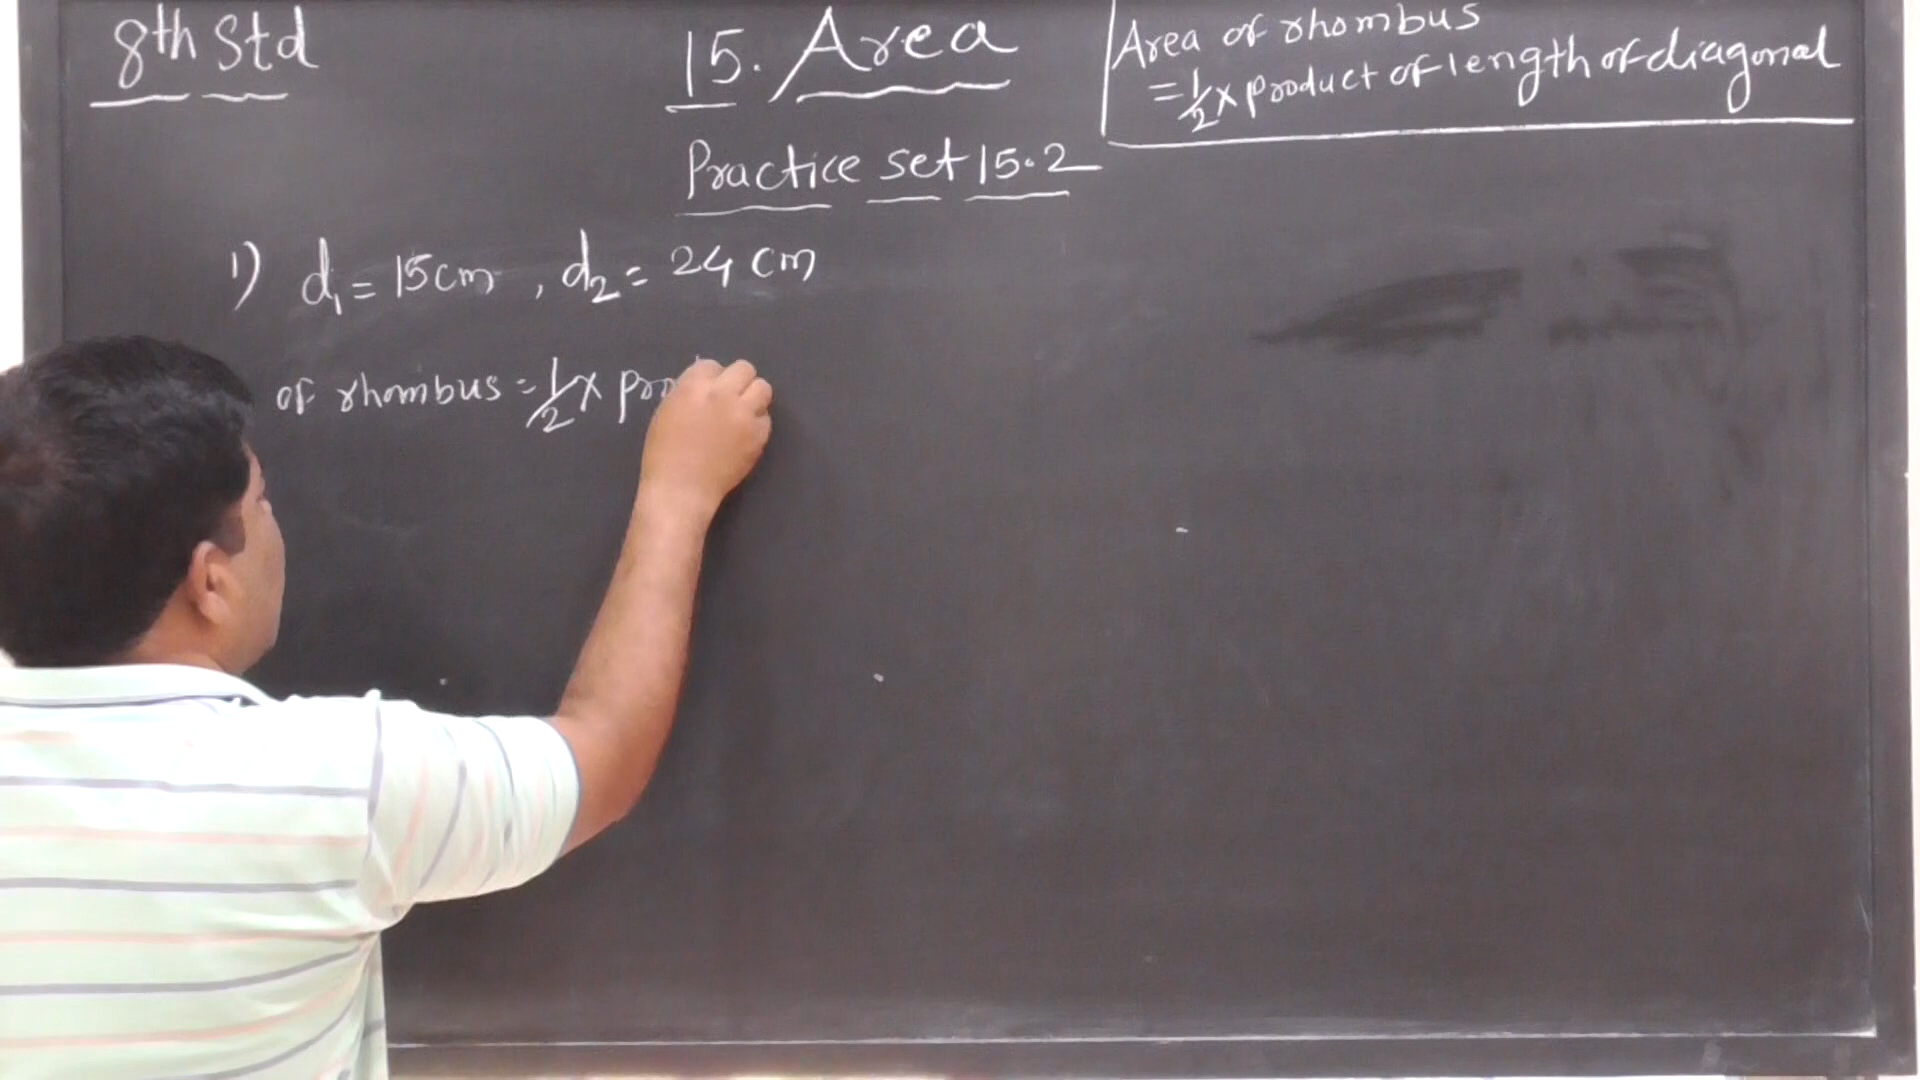 8th Std
15. Area
Area of rhombus
= 1/2 x product of length of diagonal
Practice set 15.2
1) d₁ = 15cm , d₂ = 24 cm
of rhombus = 1/2 x pro